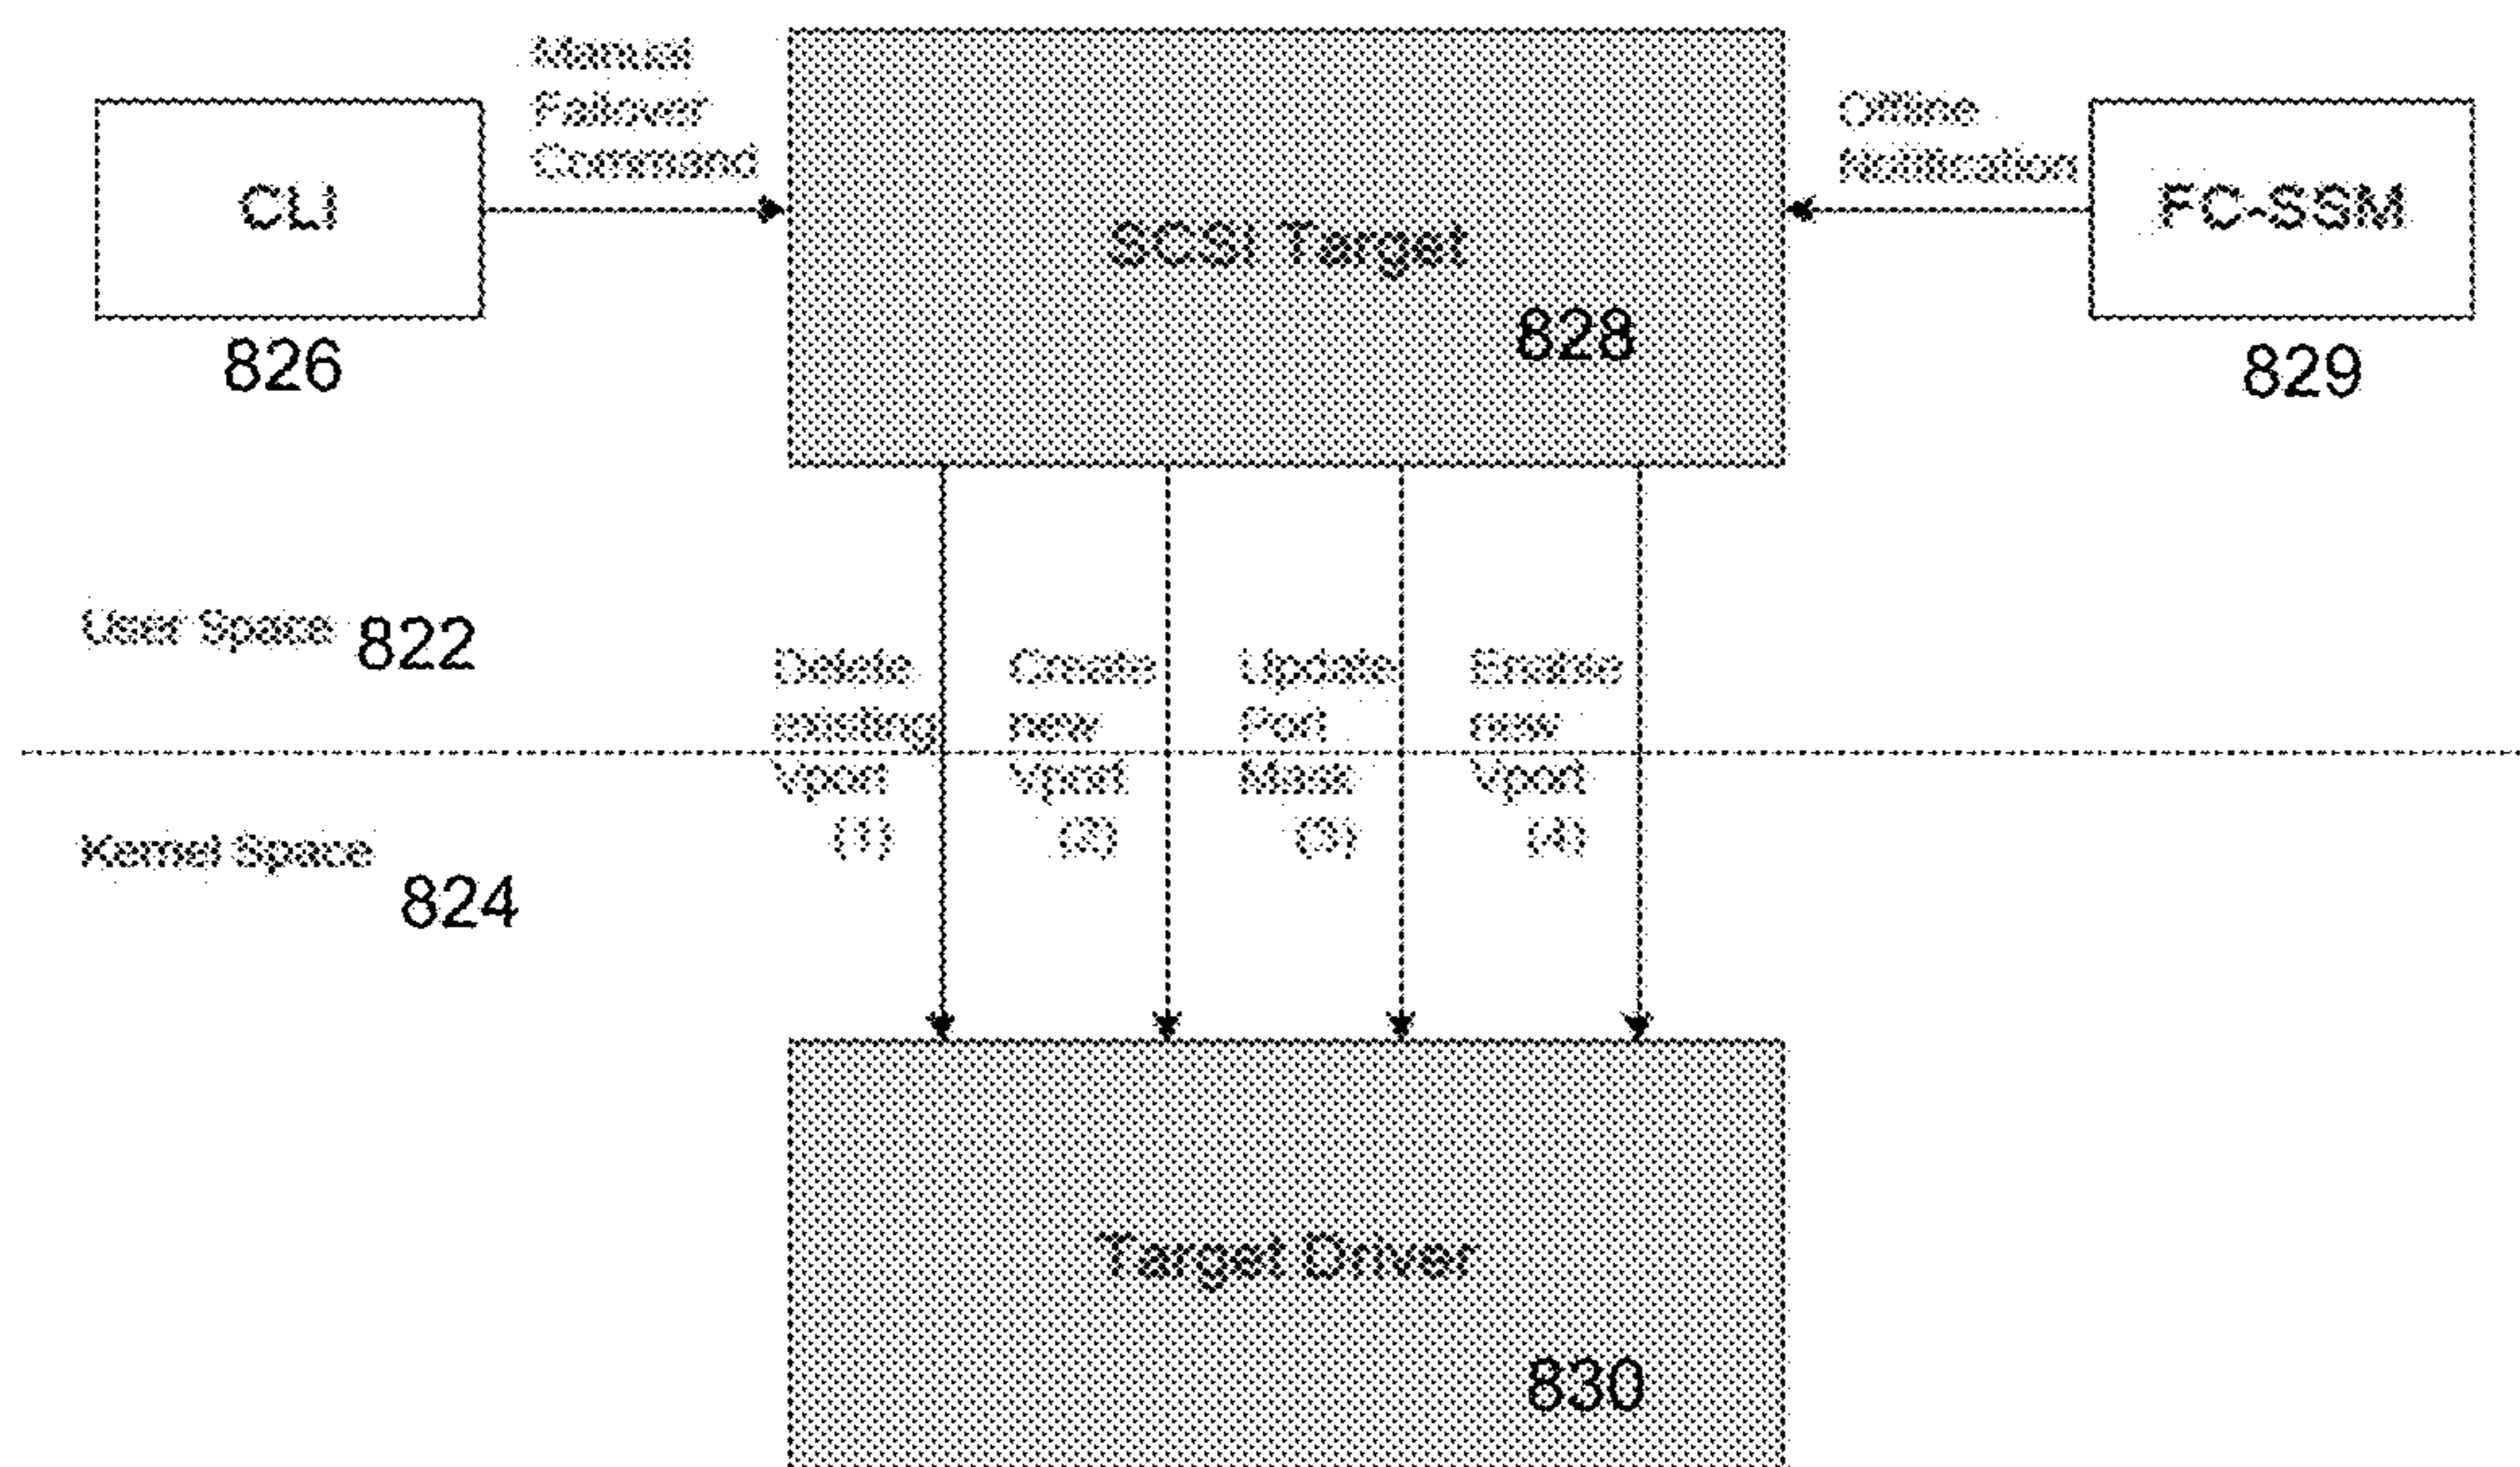 Manual
Failover
Command
Offline
Notification
CLI
SCSI Target
FC-SSM
828
826
829
User Space 822
Delete
existing
Vport
(1)
Create
new
Vport
(2)
Update
Port
Mask
(3)
Enable
new
Vport
(4)
Kernel Space
824
Target Driver
830